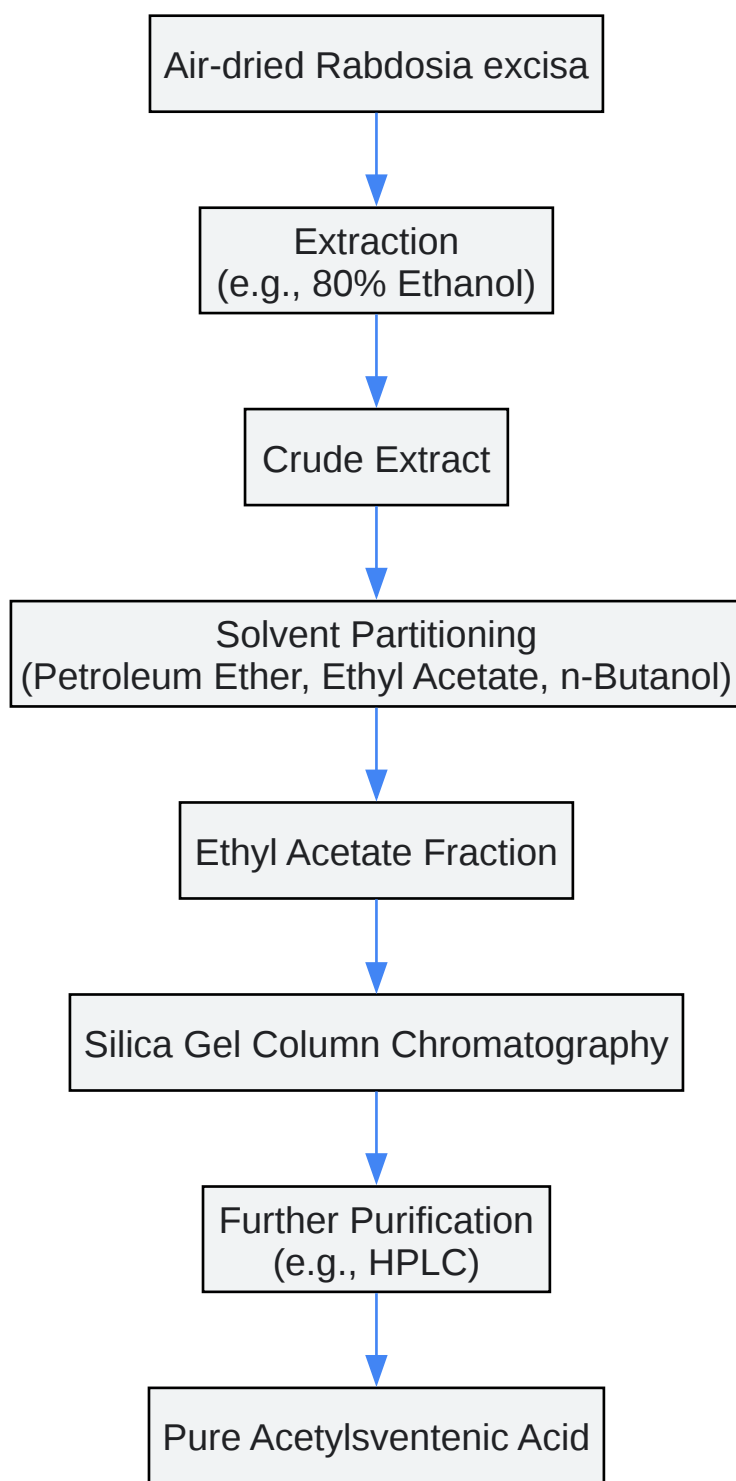 Air-dried Rabdosia excisa
Extraction
(e.g., 80% Ethanol)
Crude Extract
Solvent Partitioning
(Petroleum Ether, Ethyl Acetate, n-Butanol)
Ethyl Acetate Fraction
Silica Gel Column Chromatography
Further Purification
(e.g., HPLC)
Pure Acetylsventenic Acid